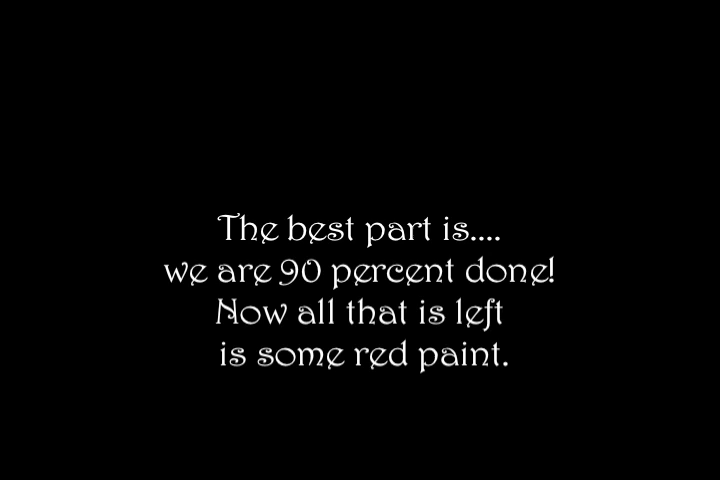 The best part is....
we are 90 percent done!
Now all that is left
is some red paint.